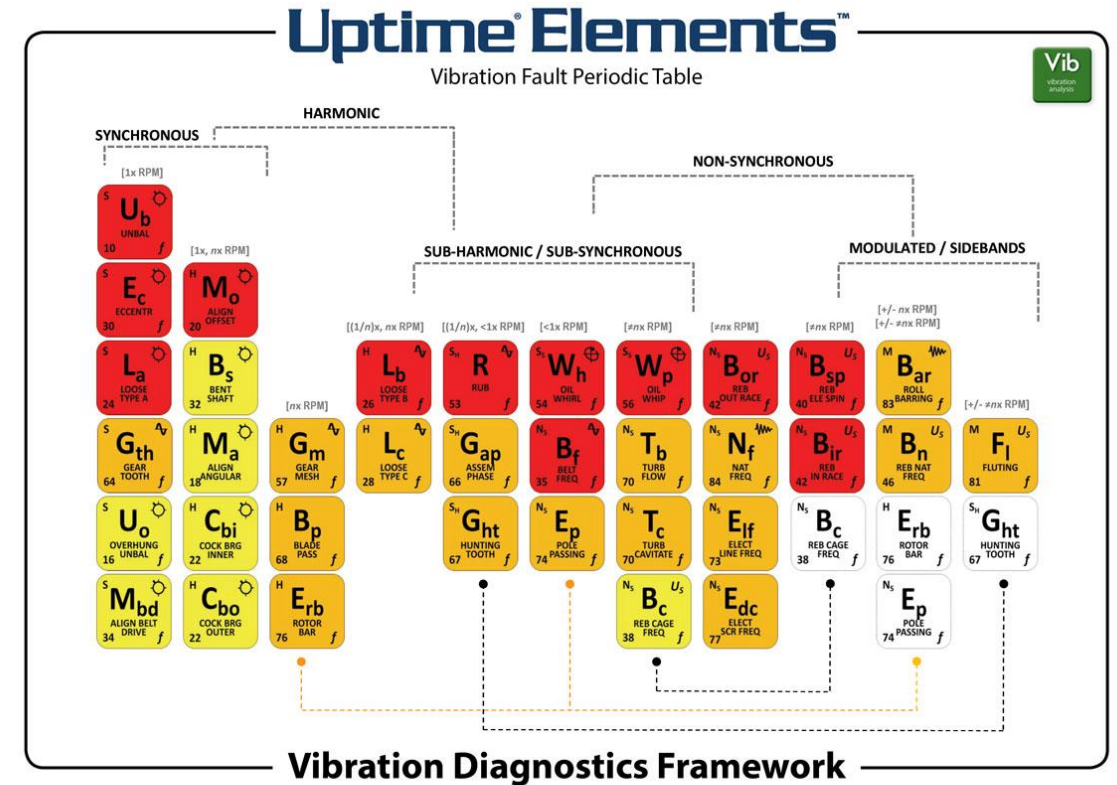 Uptime® Elements™
Vibration Fault Periodic Table
Vib
vibration
analysis
HARMONIC
SYNCHRONOUS
NON-SYNCHRONOUS
SUB-HARMONIC / SUB-SYNCHRONOUS
MODULATED / SIDEBANDS
[1x RPM]
S
Ub
UNBAL
10 f
S
Ec
ECCENTR
30 f
S
La
LOOSE
TYPE A
24 f
S
Gth
GEAR
TOOTH
64 f
S
Uo
OVERHUNG
UNBAL
16 f
S
Mbd
ALIGN BELT
DRIVE
34 f
[1x, nx RPM]
H
Mo
ALIGN
OFFSET
20 f
H
Bs
BENT
SHAFT
32 f
H
Ma
ALIGN
ANGULAR
18 f
H
Cbi
COCK BRG
INNER
22 f
H
Cbo
COCK BRG
OUTER
22 f
[nx RPM]
H
Gm
GEAR
MESH
57 f
H
Bp
BLADE
PASS
68 f
H
Erb
ROTOR
BAR
76 f
[(1/n)x, nx RPM]
H
Lb
LOOSE
TYPE B
26 f
H
Lc
LOOSE
TYPE C
28 f
[(1/n)x, <1x RPM]
SH
R
RUB
53 f
SH
Gap
ASSEM
PHASE
66 f
SH
Ght
HUNTING
TOOTH
67 f
[<1x RPM]
SS
Wh
OIL
WHIRL
54 f
NS
Bf
BELT
FREQ
35 f
NS
Ep
POLE
PASSING
74 f
[≠nx RPM]
SS
Wp
OIL
WHIP
56 f
NS
Tb
TURB
FLOW
70 f
NS
Tc
TURB
CAVITATE
70 f
NS US
Bc
REB CAGE
FREQ
38 f
[≠nx RPM]
NS US
Bor
REB
OUT RACE
42 f
NS
Nf
NAT
FREQ
84 f
NS
Elf
ELECT
LINE FREQ
73 f
NS
Edc
ELECT
SCR FREQ
77 f
[≠nx RPM]
NS US
Bsp
REB
ELE SPIN
40 f
NS US
Bir
REB
IN RACE
42 f
NS
Bc
REB CAGE
FREQ
38 f
[+/- nx RPM]
[+/- ≠nx RPM]
M
Bar
ROLL
BARRING
83 f
M US
Bn
REB NAT
FREQ
46 f
H
Erb
ROTOR
BAR
76 f
NS
Ep
POLE
PASSING
74 f
[+/- ≠nx RPM]
M US
Fl
FLUTING
81 f
SH
Ght
HUNTING
TOOTH
67 f
Vibration Diagnostics Framework